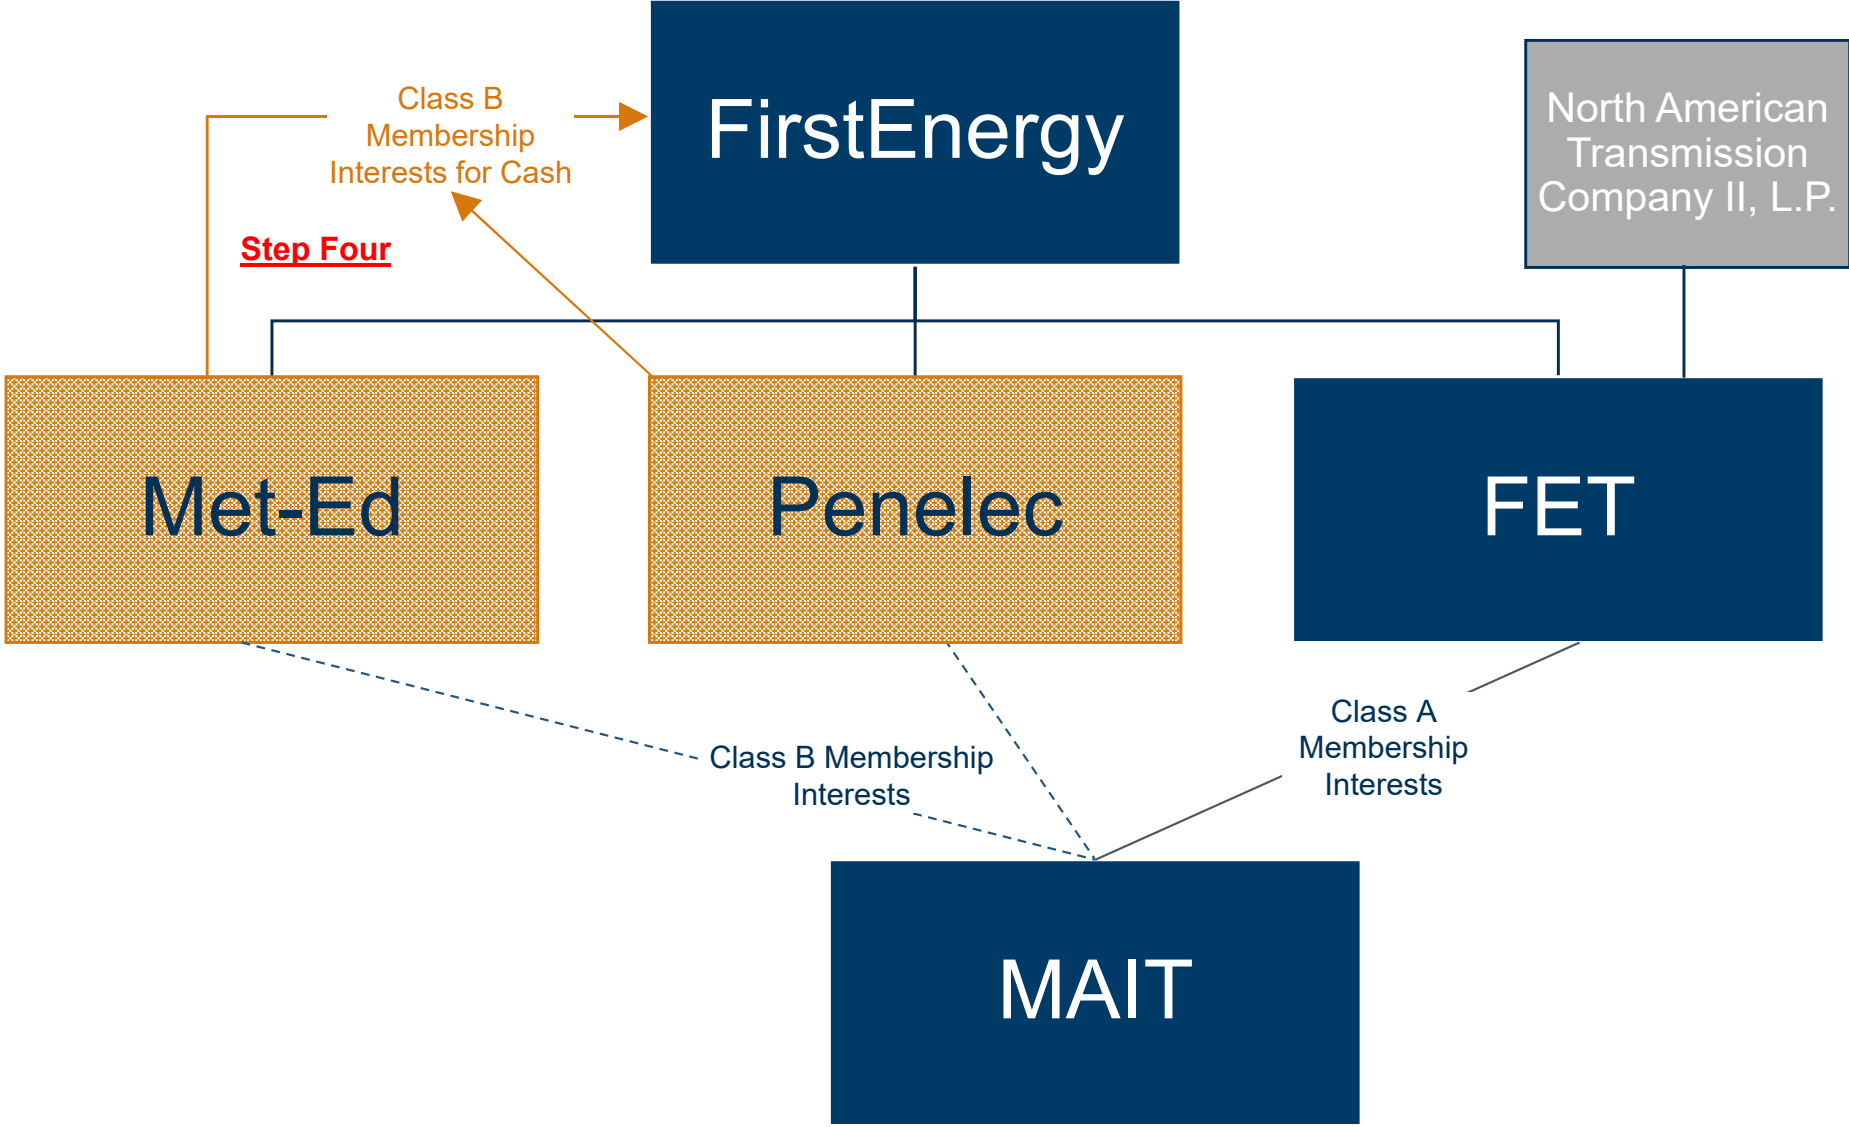 Class B
Membership
Interests for Cash
FirstEnergy
North American
Transmission
Company II, L.P.
Step Four
Met-Ed
Penelec
FET
Class B Membership
Interests
Class A
Membership
Interests
MAIT